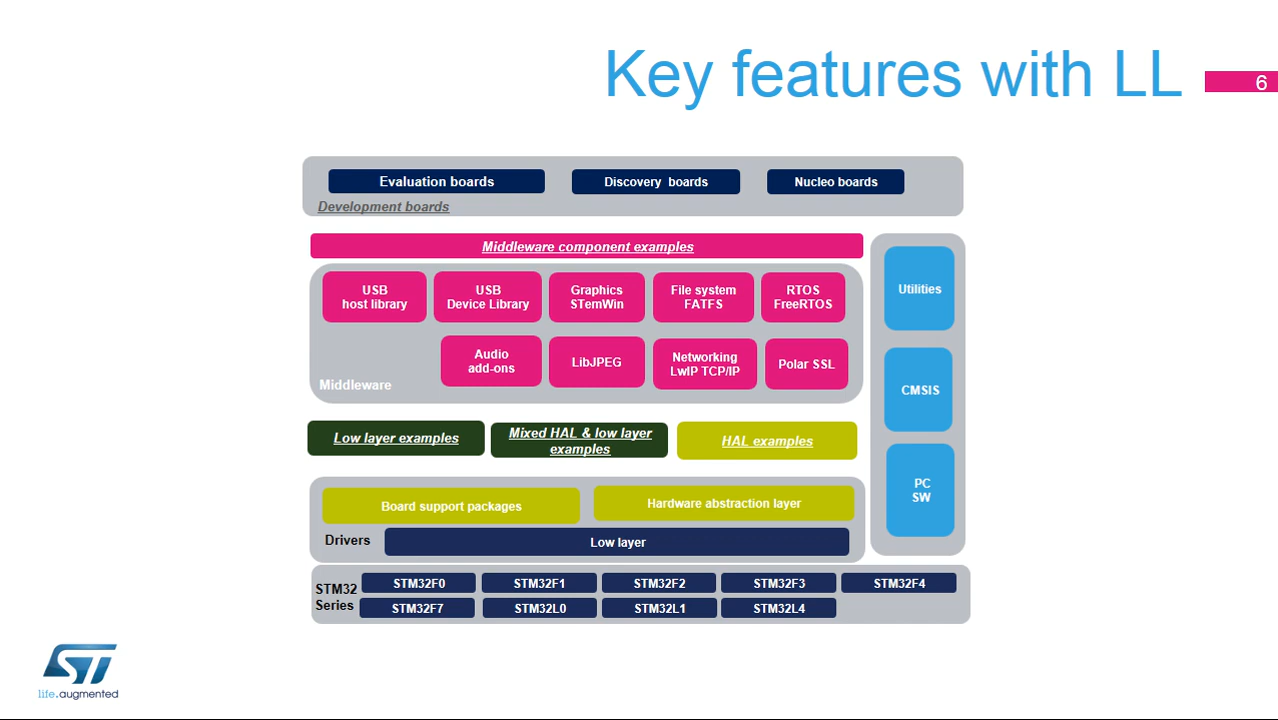 Key features with LL
6
Evaluation boards
Discovery boards
Nucleo boards
Development boards
Middleware component examples
USB
host library
USB
Device Library
Graphics
STemWin
File system
FATFS
RTOS
FreeRTOS
Audio
add-ons
LibJPEG
Networking
LwIP TCP/IP
Polar SSL
Middleware
Utilities
CMSIS
PC
SW
Low layer examples
Mixed HAL & low layer
examples
HAL examples
Board support packages
Hardware abstraction layer
Drivers
Low layer
STM32
Series
STM32F0
STM32F1
STM32F2
STM32F3
STM32F4
STM32F7
STM32L0
STM32L1
STM32L4
ST
life.augmented